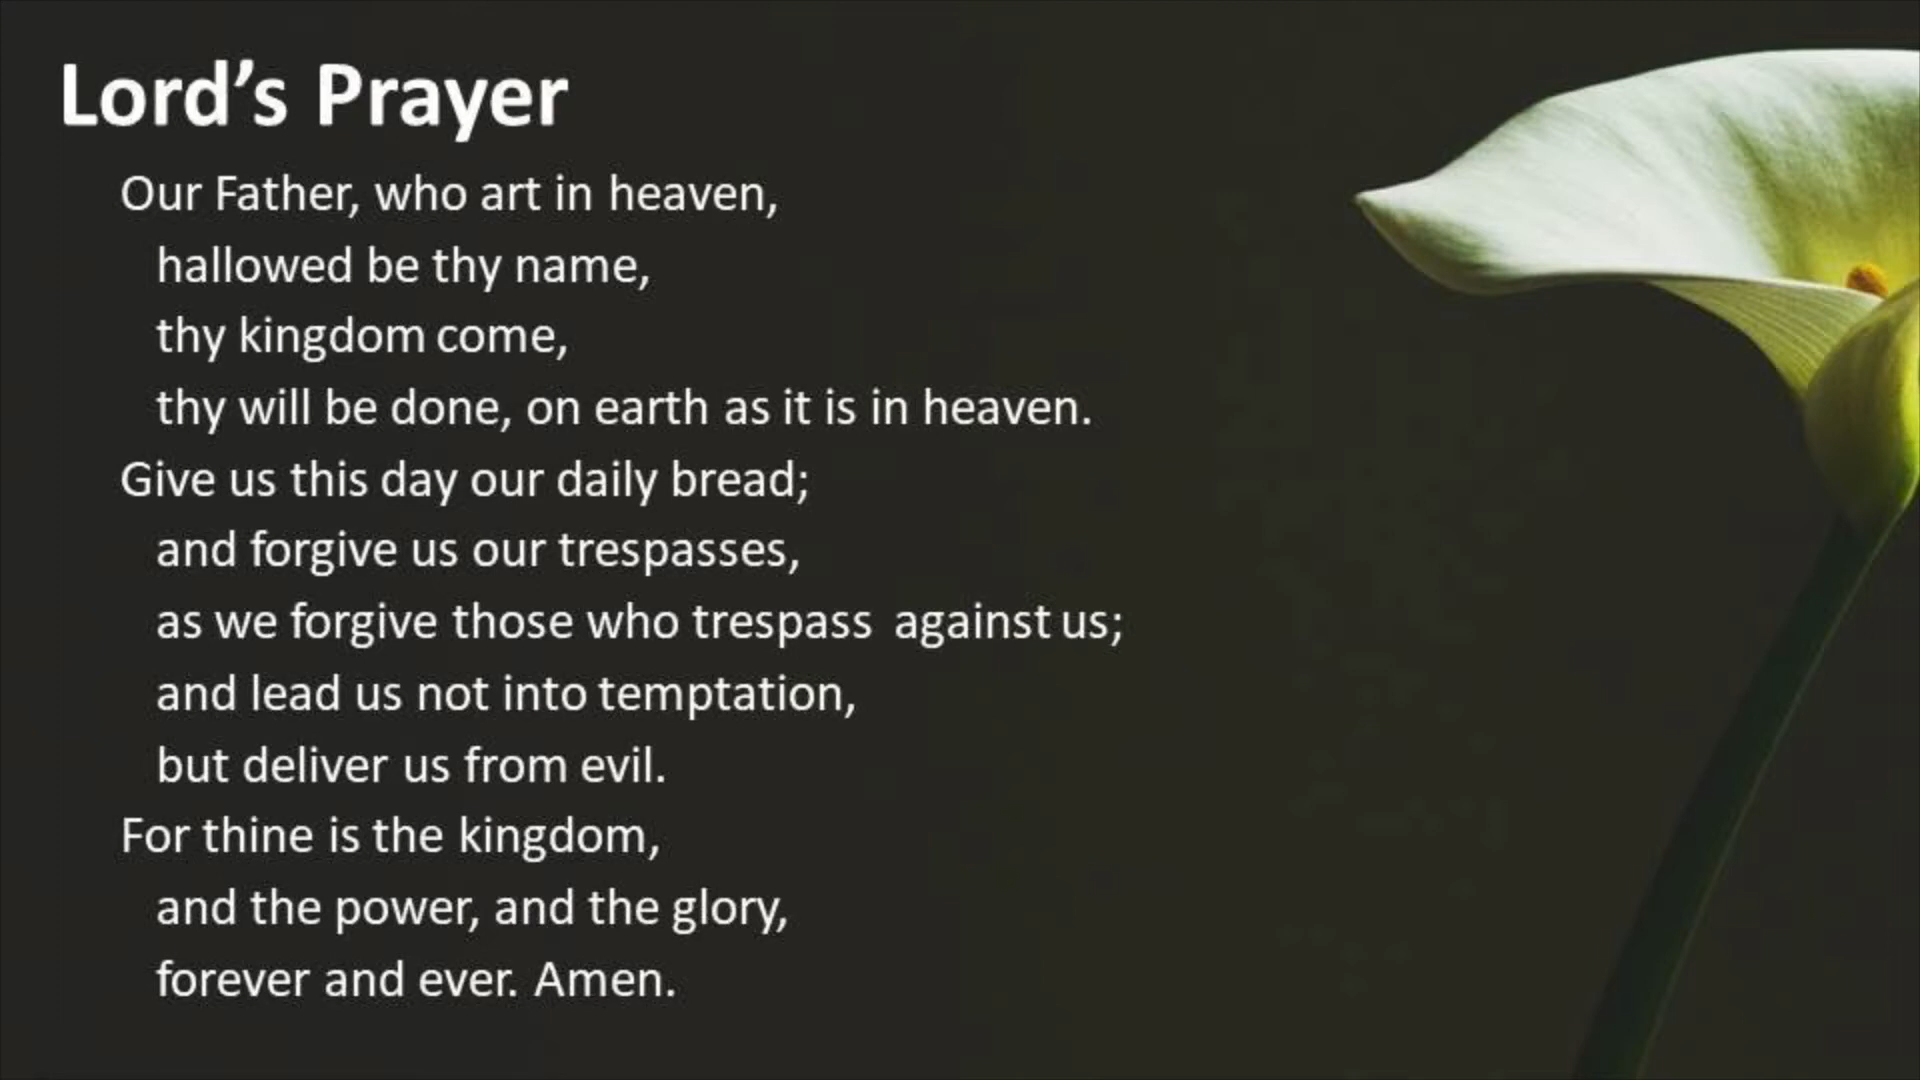 Lord’s Prayer
Our Father, who art in heaven,
hallowed be thy name,
thy kingdom come,
thy will be done, on earth as it is in heaven.
Give us this day our daily bread;
and forgive us our trespasses,
as we forgive those who trespass against us;
and lead us not into temptation,
but deliver us from evil.
For thine is the kingdom,
and the power, and the glory,
forever and ever. Amen.